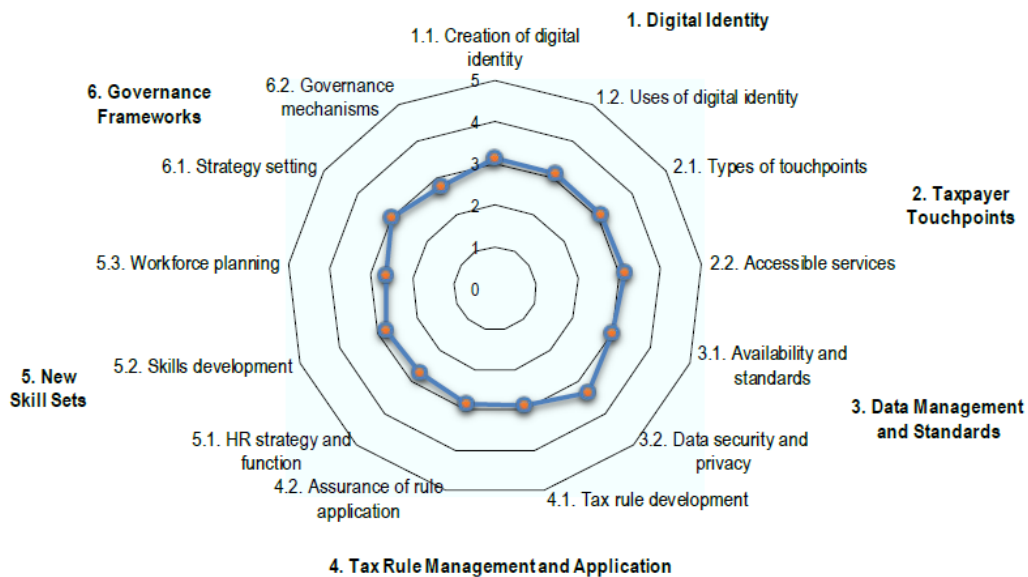 1. Digital Identity
1.1. Creation of digital
identity
1.2. Uses of digital identity
2.1. Types of touchpoints
2. Taxpayer
Touchpoints
2.2. Accessible services
3.1. Availability and
standards
3. Data Management
and Standards
3.2. Data security and
privacy
4.1. Tax rule development
4. Tax Rule Management and Application
4.2. Assurance of rule
application
5.1. HR strategy and
function
5. New
Skill Sets
5.2. Skills development
5.3. Workforce planning
6.1. Strategy setting
6. Governance
Frameworks
6.2. Governance
mechanisms
5
4
3
2
1
0